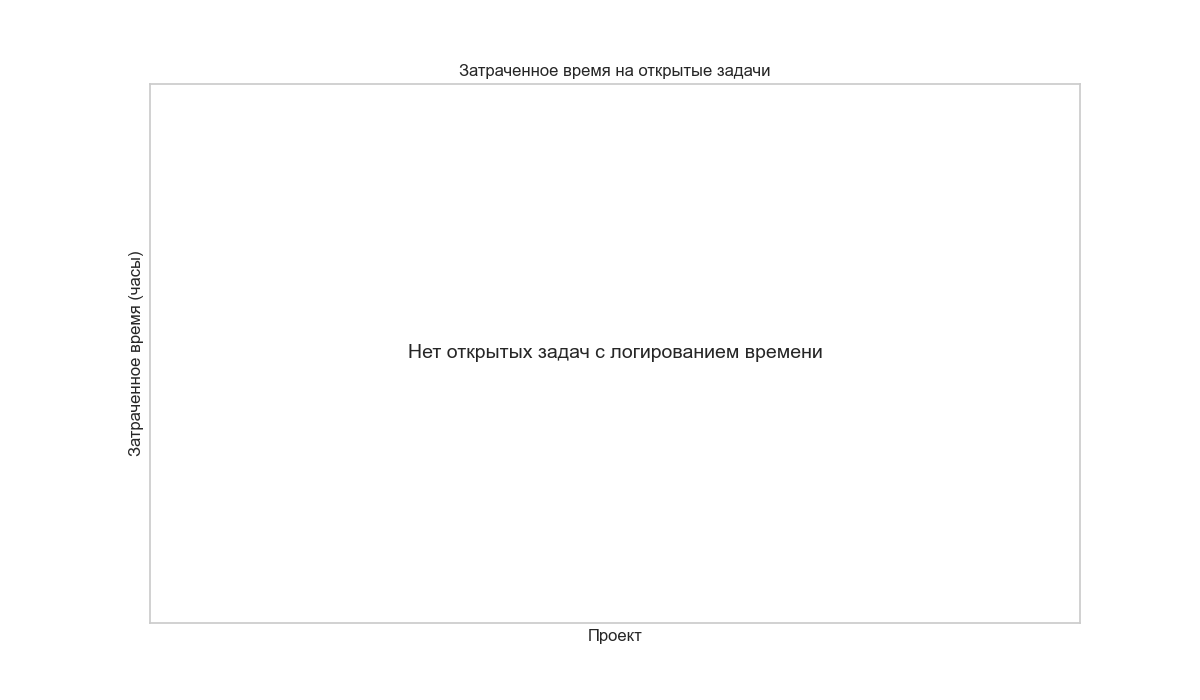 Затраченное время на открытые задачи
Затраченное время (часы)
Нет открытых задач с логированием времени
Проект